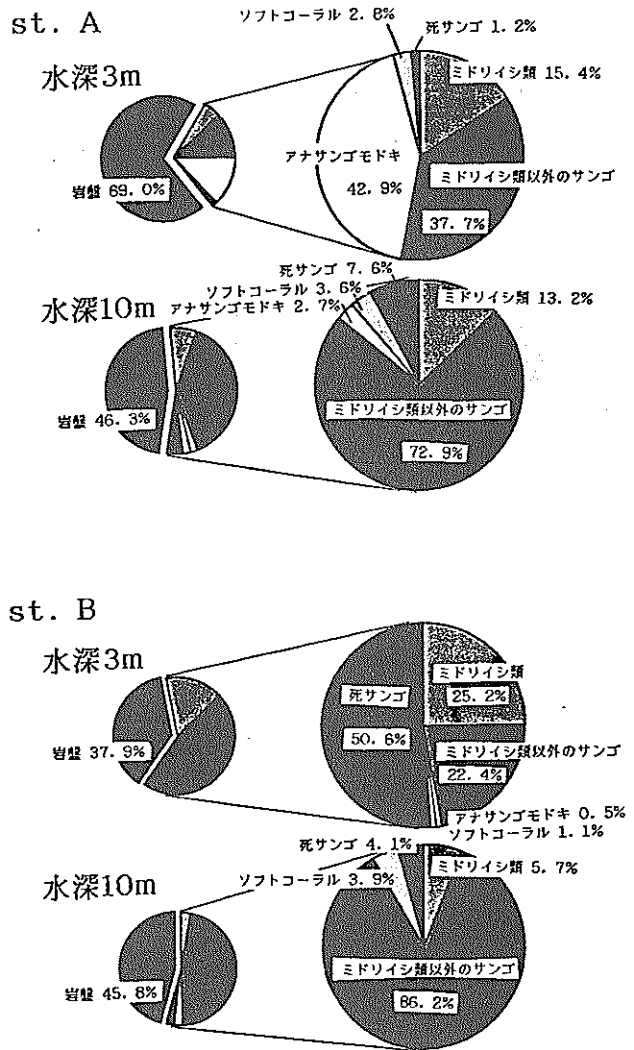 st. A
水深3m
ソフトコーラル 2. 8%
死サンゴ 1. 2%
ミドリイシ類 15. 4%
アナサンゴモドキ
42. 9%
ミドリイシ類以外のサンゴ
37. 7%
岩盤 69. 0%
水深10m
死サンゴ 7. 6%
ソフトコーラル 3. 6%
アナサンゴモドキ 2. 7%
ミドリイシ類 13. 2%
岩盤 46. 3%
ミドリイシ類以外のサンゴ
72. 9%
st. B
水深3m
ミドリイシ類
25. 2%
死サンゴ
50. 6%
岩盤 37. 9%
ミドリイシ類以外のサンゴ
22. 4%
アナサンゴモドキ 0. 5%
ソフトコーラル 1. 1%
水深10m
死サンゴ 4. 1%
ソフトコーラル 3. 9%
ミドリイシ類 5. 7%
岩盤 45. 8%
ミドリイシ類以外のサンゴ
86. 2%